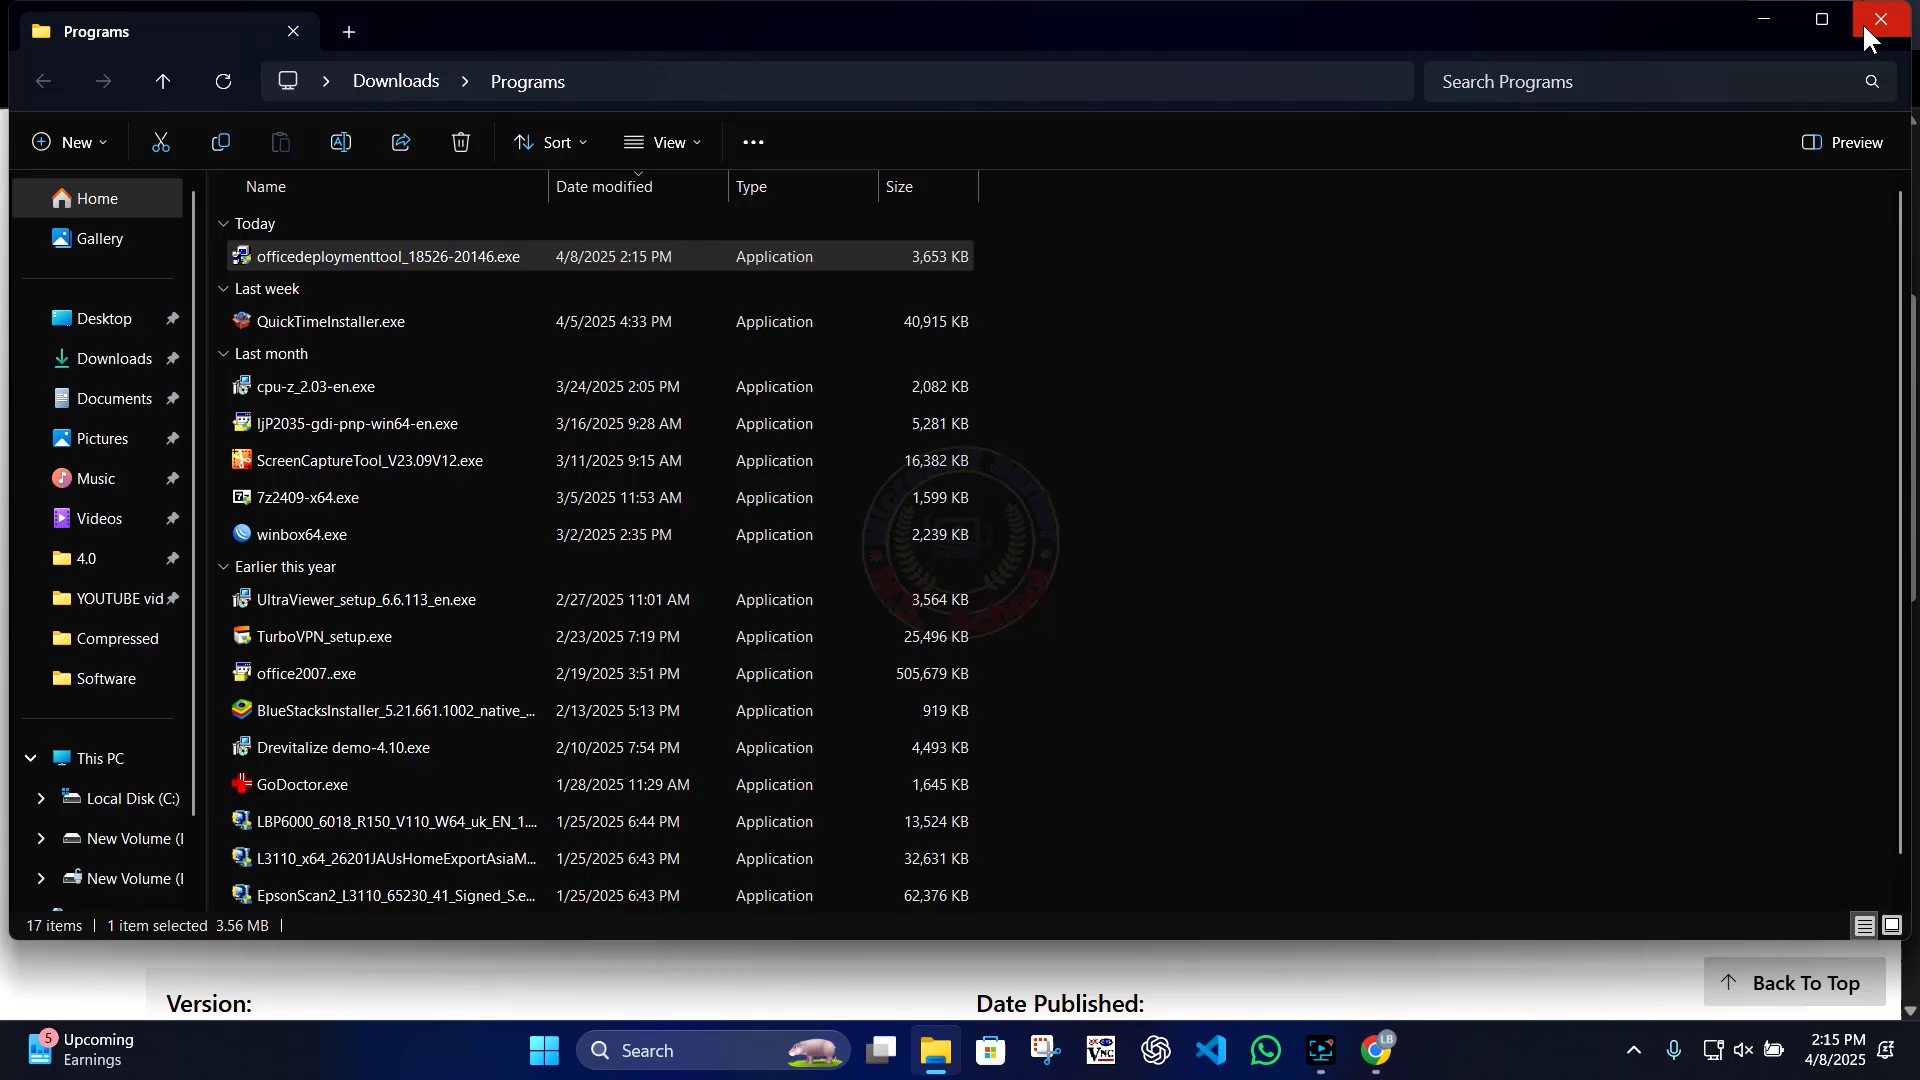 Programs
Downloads Programs
Search Programs
New
Sort
View
Preview
Name Date modified Type Size
Home
Gallery
Desktop
Downloads
Documents
Pictures
Music
Videos
4.0
YOUTUBE vid
Compressed
Software
This PC
Local Disk (C:)
New Volume (I
New Volume (I
Today
officedeploymenttool_18526-20146.exe 4/8/2025 2:15 PM Application 3,653 KB
Last week
QuickTimeInstaller.exe 4/5/2025 4:33 PM Application 40,915 KB
Last month
cpu-z_2.03-en.exe 3/24/2025 2:05 PM Application 2,082 KB
ljP2035-gdi-pnp-win64-en.exe 3/16/2025 9:28 AM Application 5,281 KB
ScreenCaptureTool_V23.09V12.exe 3/11/2025 9:15 AM Application 16,382 KB
7z2409-x64.exe 3/5/2025 11:53 AM Application 1,599 KB
winbox64.exe 3/2/2025 2:35 PM Application 2,239 KB
Earlier this year
UltraViewer_setup_6.6.113_en.exe 2/27/2025 11:01 AM Application 3,564 KB
TurboVPN_setup.exe 2/23/2025 7:19 PM Application 25,496 KB
office2007..exe 2/19/2025 3:51 PM Application 505,679 KB
BlueStacksInstaller_5.21.661.1002_native_... 2/13/2025 5:13 PM Application 919 KB
Drevitalize demo-4.10.exe 2/10/2025 7:54 PM Application 4,493 KB
GoDoctor.exe 1/28/2025 11:29 AM Application 1,645 KB
LBP6000_6018_R150_V110_W64_uk_EN_1.... 1/25/2025 6:44 PM Application 13,524 KB
L3110_x64_26201JAUsHomeExportAsiaM... 1/25/2025 6:43 PM Application 32,631 KB
EpsonScan2_L3110_65230_41_Signed_S.e... 1/25/2025 6:43 PM Application 62,376 KB
17 items 1 item selected 3.56 MB
Back To Top
Version: Date Published:
5 Upcoming
Earnings
Search
VNC
LB
2:15 PM
4/8/2025